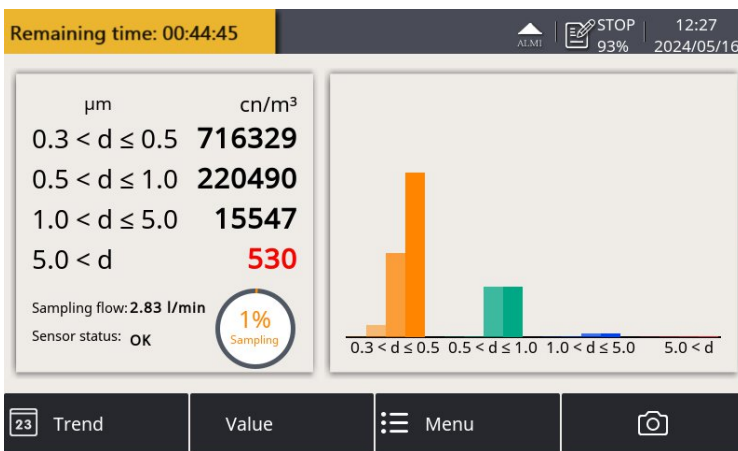 Remaining time: 00:44:45
ALMI
STOP
93%
12:27
2024/05/16
µm cn/m³
0.3 < d ≤ 0.5 716329
0.5 < d ≤ 1.0 220490
1.0 < d ≤ 5.0 15547
5.0 < d 530
Sampling flow: 2.83 l/min
Sensor status: OK
1%
Sampling
0.3 < d ≤ 0.5 0.5 < d ≤ 1.0 1.0 < d ≤ 5.0 5.0 < d
23 Trend
Value
Menu